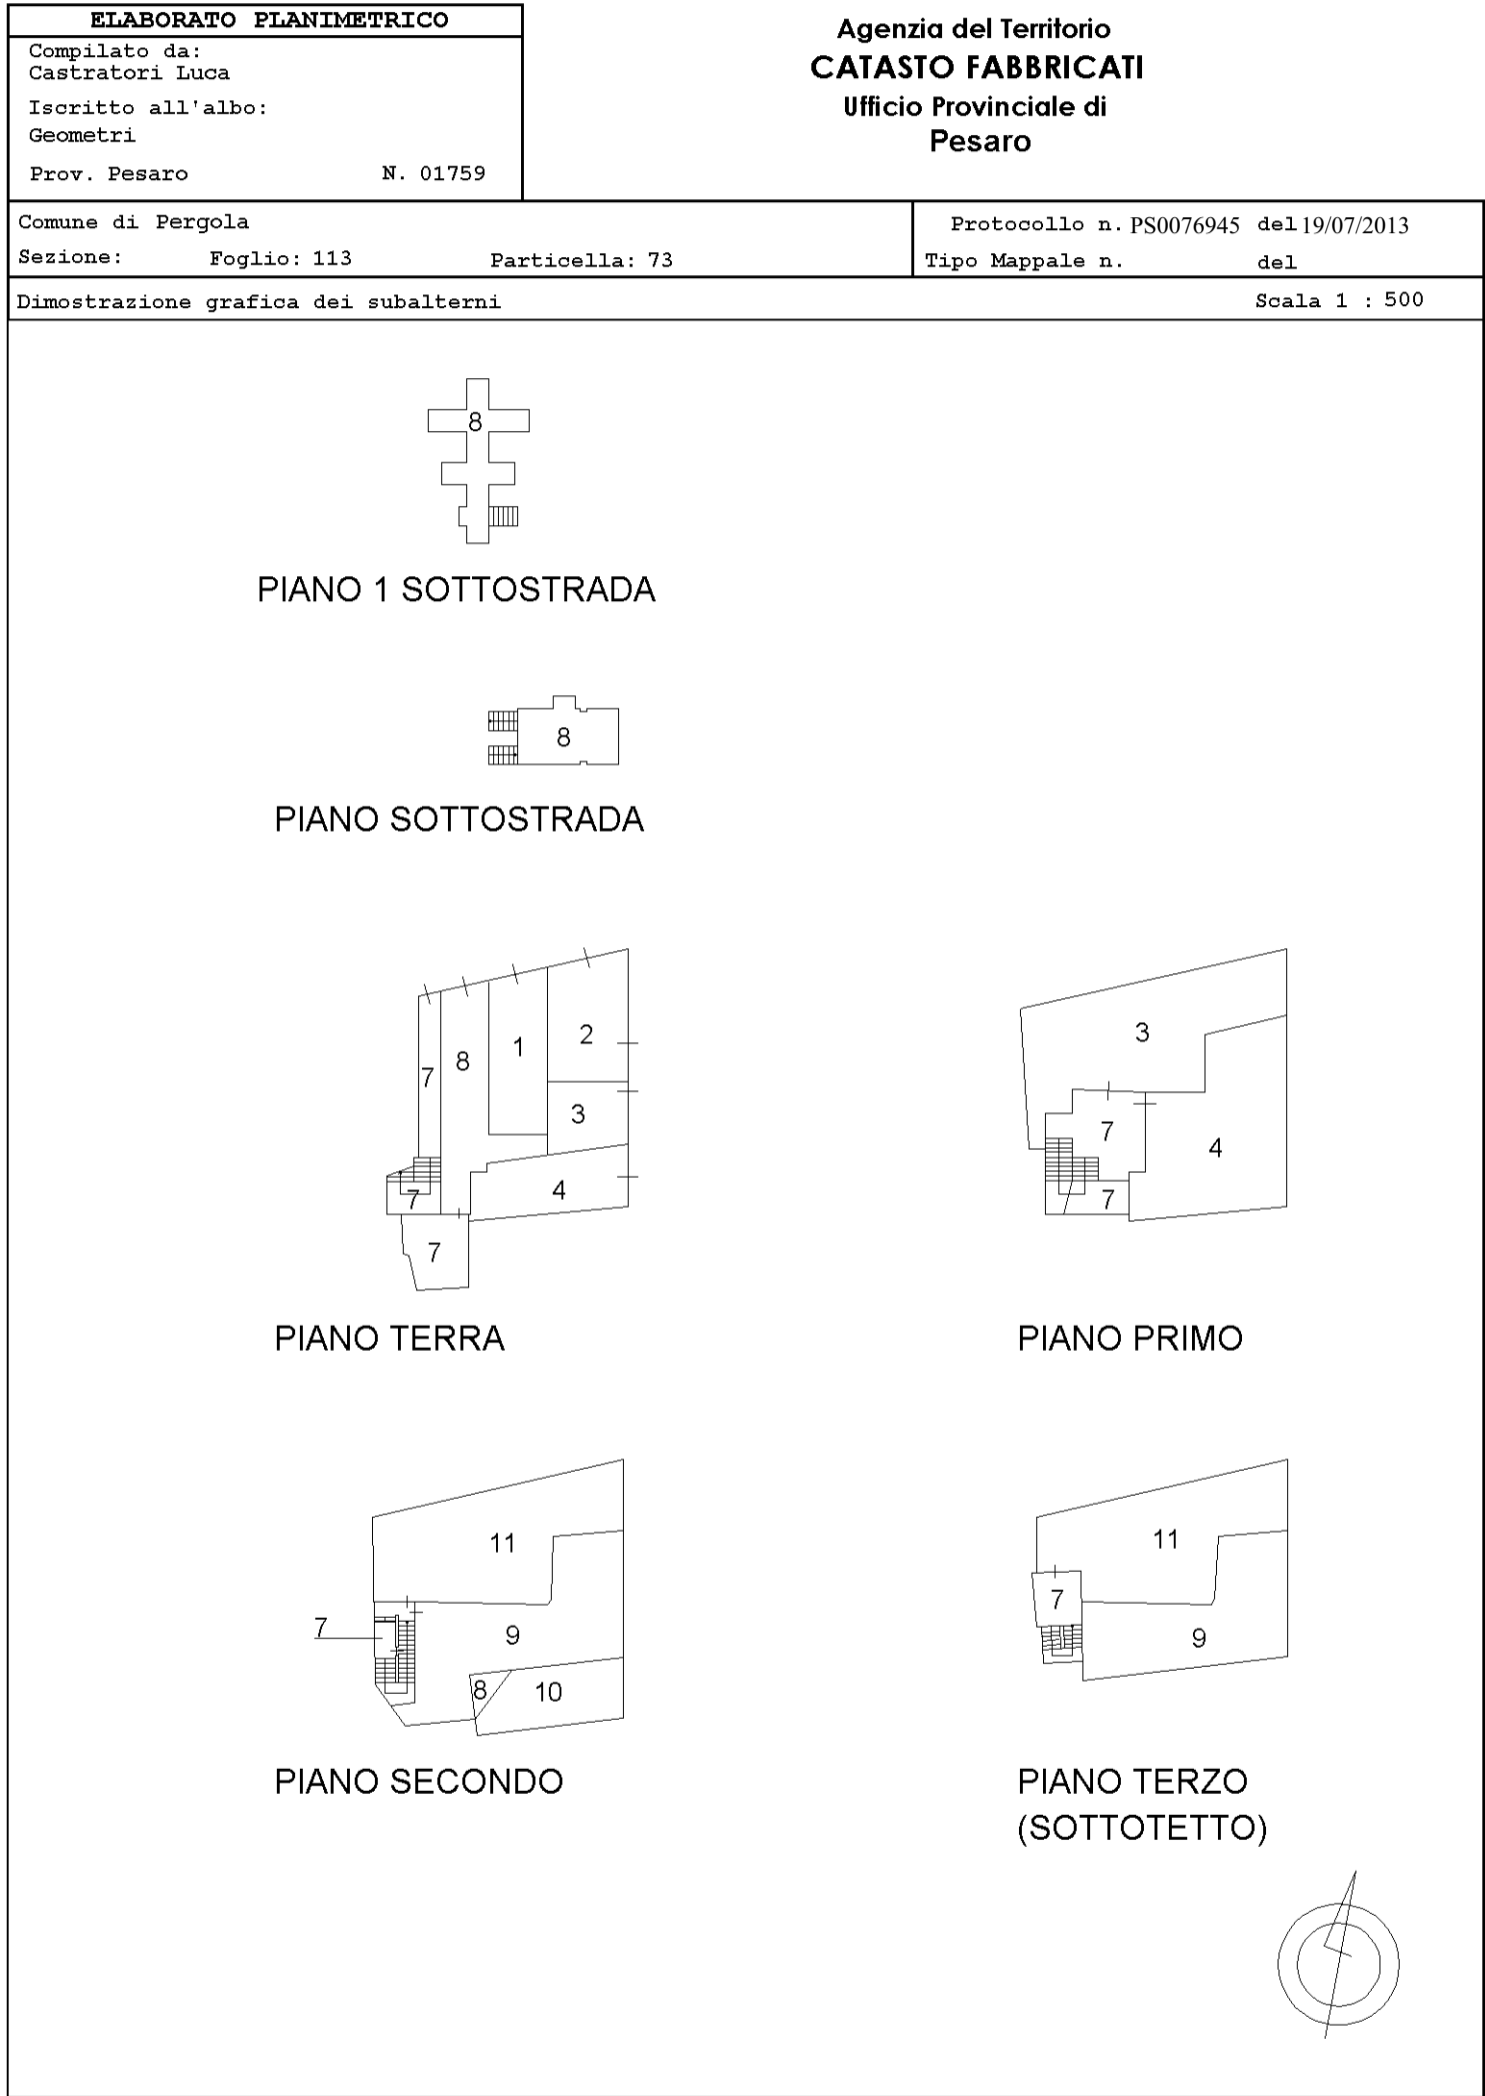 ELABORATO PLANIMETRICO
Compilato da:
Castratori Luca
Iscritto all'albo:
Geometri
Prov. Pesaro N. 01759
Agenzia del Territorio
CATASTO FABBRICATI
Ufficio Provinciale di
Pesaro
Comune di Pergola
Sezione: Foglio: 113 Particella: 73
Protocollo n. PS0076945 del 19/07/2013
Tipo Mappale n. del
Dimostrazione grafica dei subalterni Scala 1 : 500
8
PIANO 1 SOTTOSTRADA
8
PIANO SOTTOSTRADA
7
8
1
2
3
4
7
7
PIANO TERRA
3
7
4
7
PIANO PRIMO
11
7
9
8
10
PIANO SECONDO
11
7
9
PIANO TERZO
(SOTTOTETTO)